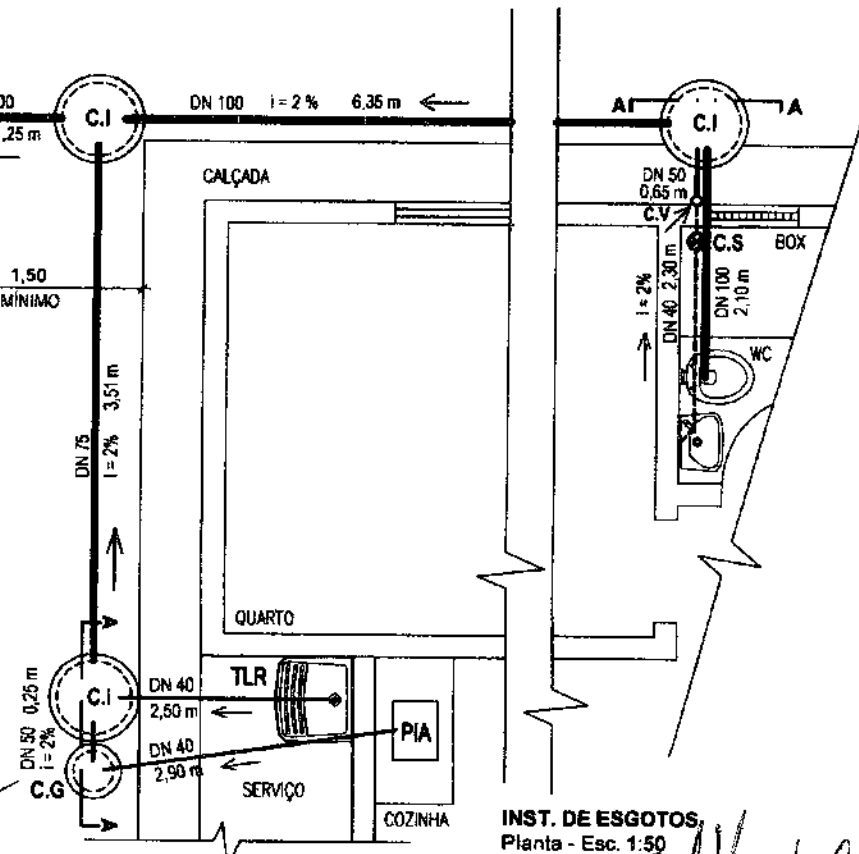 00
,25 m
C.I
DN 100 i = 2 % 6,35 m
A
C.I
A
CALÇADA
DN 50
0,65 m
C.V
C.S
BOX
1,50
MÍNIMO
i = 2%
DN 40 2,30 m
DN 100
2,10 m
WC
DN 75
i = 2% 3,51 m
QUARTO
A
C.I
DN 50 0,25 m
i = 2%
DN 40
2,50 m
TLR
PIA
DN 40
2,90 m
C.G
SERVIÇO
A
COZINHA
INST. DE ESGOTOS
Planta - Esc. 1:50